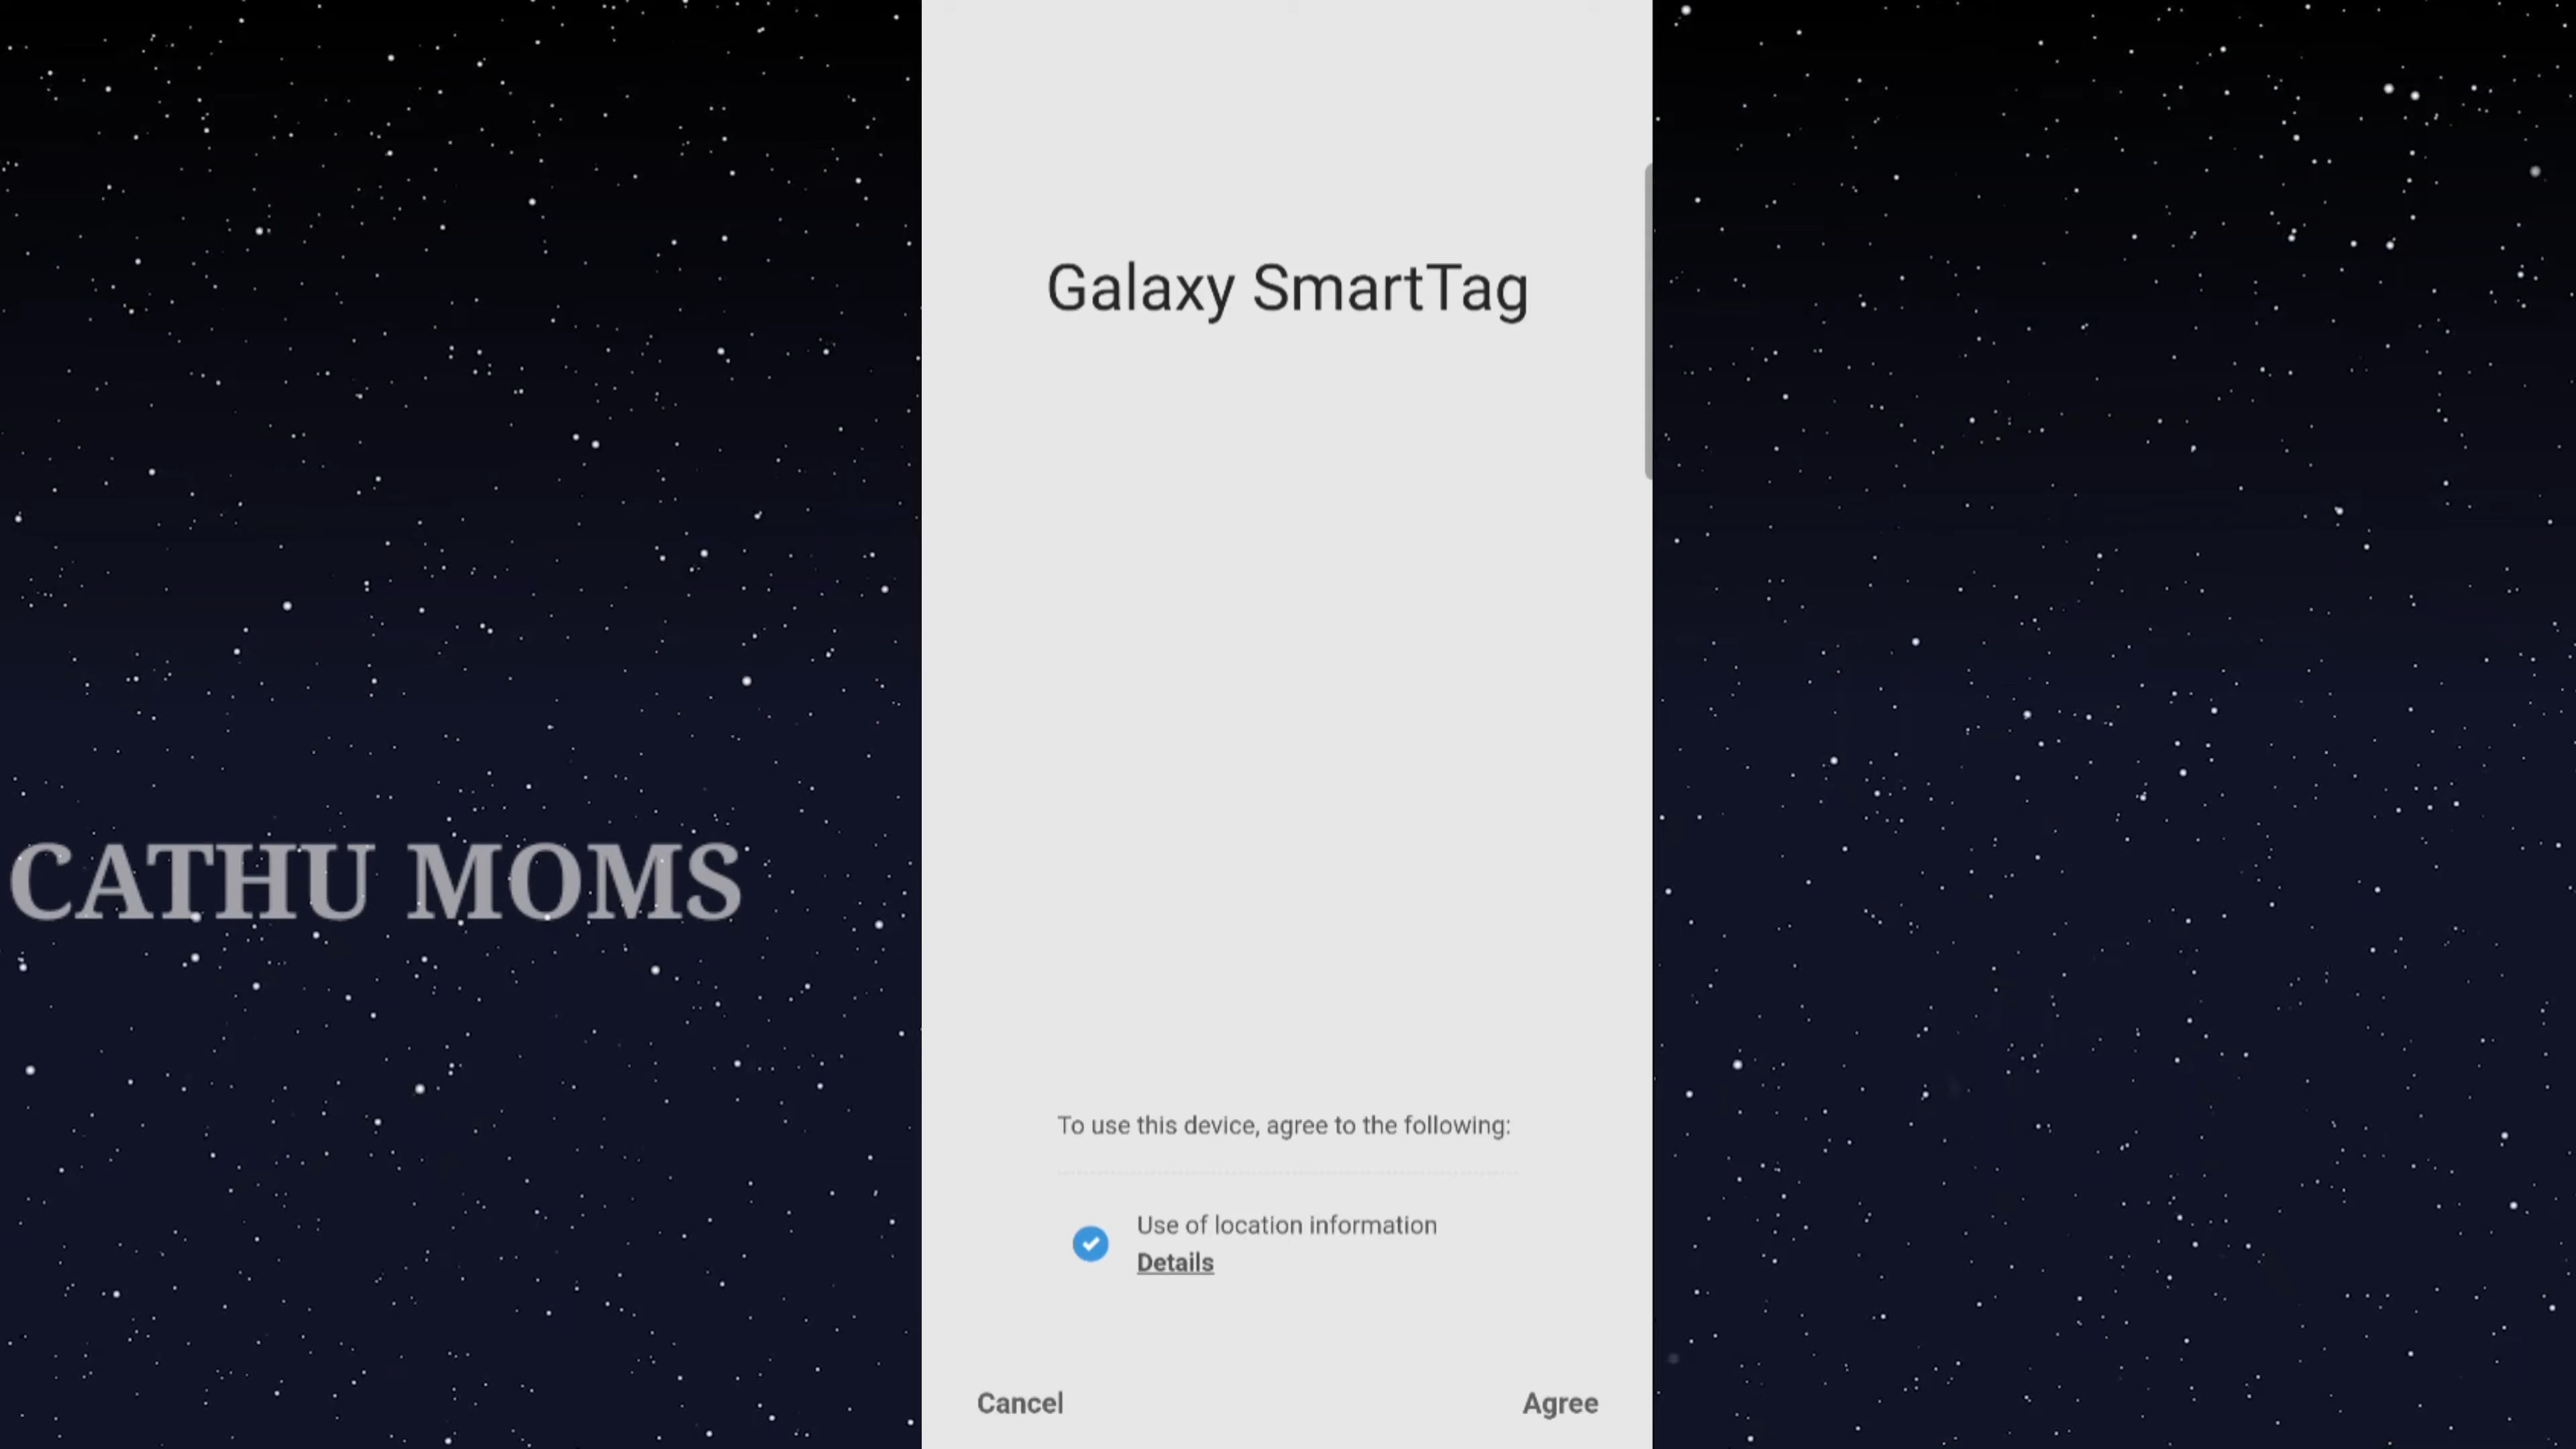 Galaxy SmartTag
CATHU MOMS
To use this device, agree to the following:
Use of location information
Details
Cancel
Agree